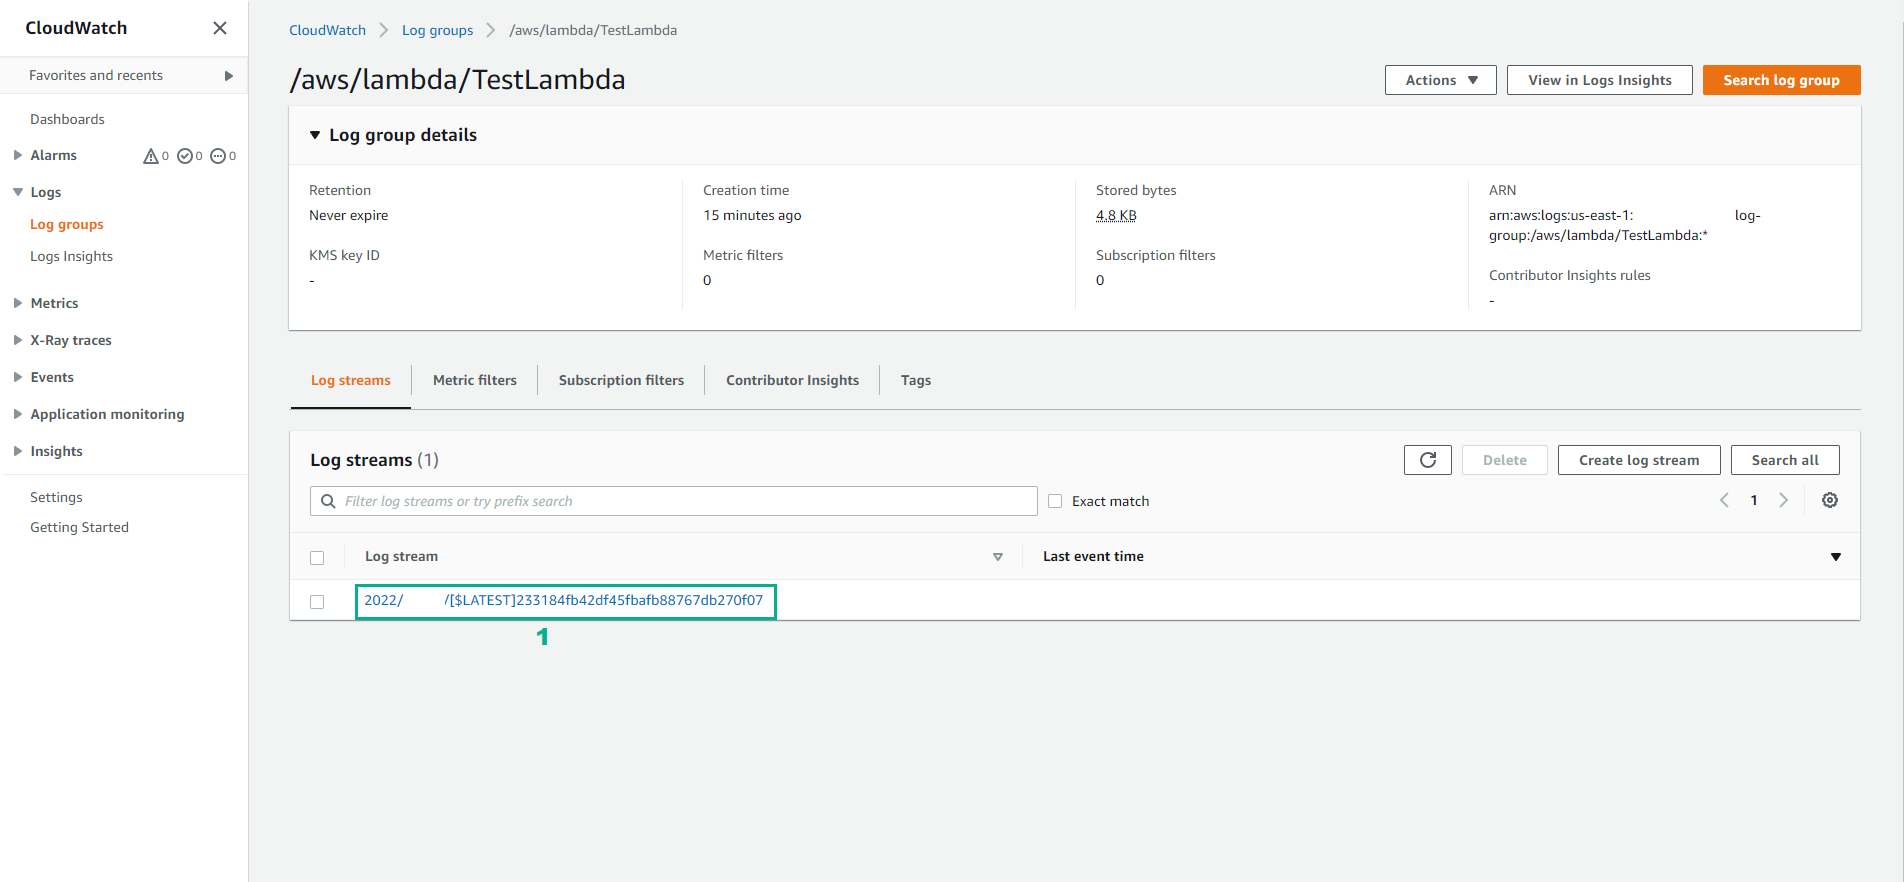 CloudWatch
Favorites and recents
Dashboards
Alarms 0 0 0
Logs
Log groups
Logs Insights
Metrics
X-Ray traces
Events
Application monitoring
Insights
Settings
Getting Started
CloudWatch Log groups /aws/lambda/TestLambda
/aws/lambda/TestLambda
Actions View in Logs Insights Search log group
Log group details
Retention
Never expire
KMS key ID
-
Creation time
15 minutes ago
Metric filters
0
Stored bytes
4.8 KB
Subscription filters
0
ARN
arn:aws:logs:us-east-1: log-
group:/aws/lambda/TestLambda:*
Contributor Insights rules
-
Log streams Metric filters Subscription filters Contributor Insights Tags
Log streams (1)
Delete Create log stream Search all
Filter log streams or try prefix search
Exact match
1
Log stream Last event time
2022/ /[$LATEST]233184fb42df45fbafb88767db270f07
1